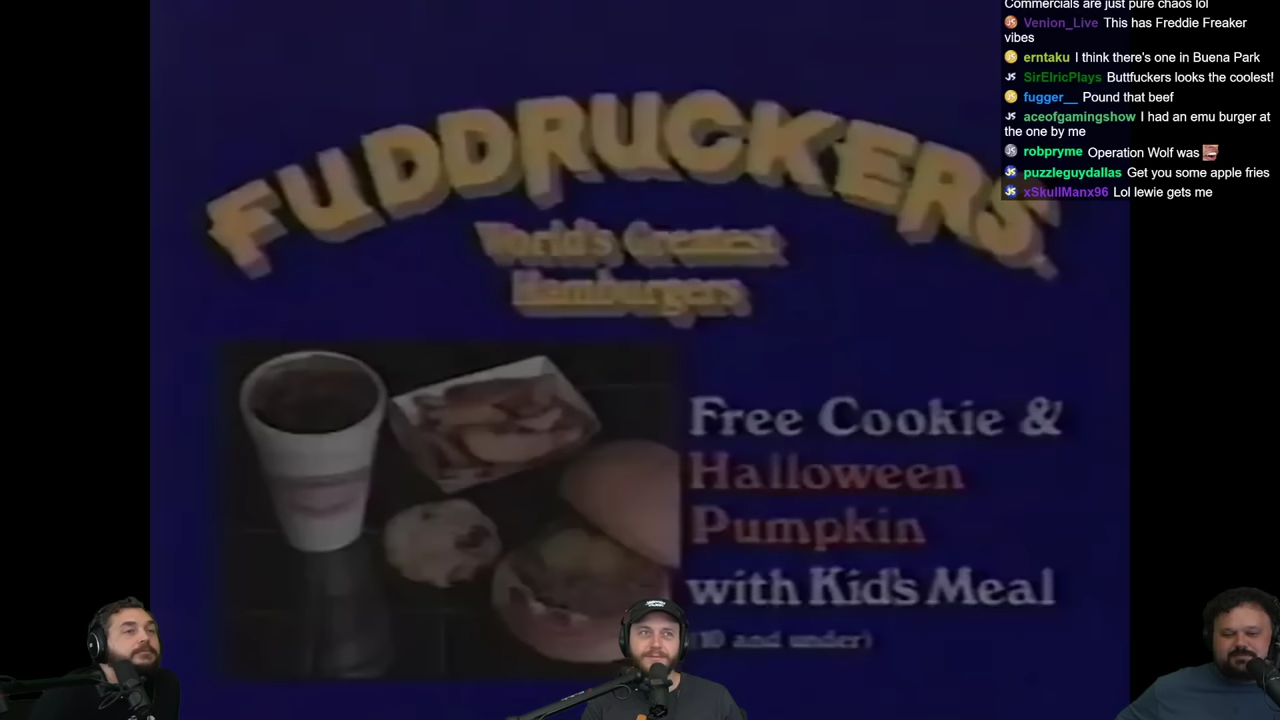 Commercials are just pure chaos lol
Venion_Live This has Freddie Freaker
vibes
erntaku I think there's one in Buena Park
SirElricPlays Buttfuckers looks the coolest!
fugger__ Pound that beef
aceofgamingshow I had an emu burger at
the one by me
robpryme Operation Wolf was
puzzleguydallas Get you some apple fries
xSkullManx96 Lol lewie gets me
FUDDRUCKERS
World's Greatest
Hamburgers
Free Cookie &
Halloween
Pumpkin
with Kid's Meal
(10 and under)